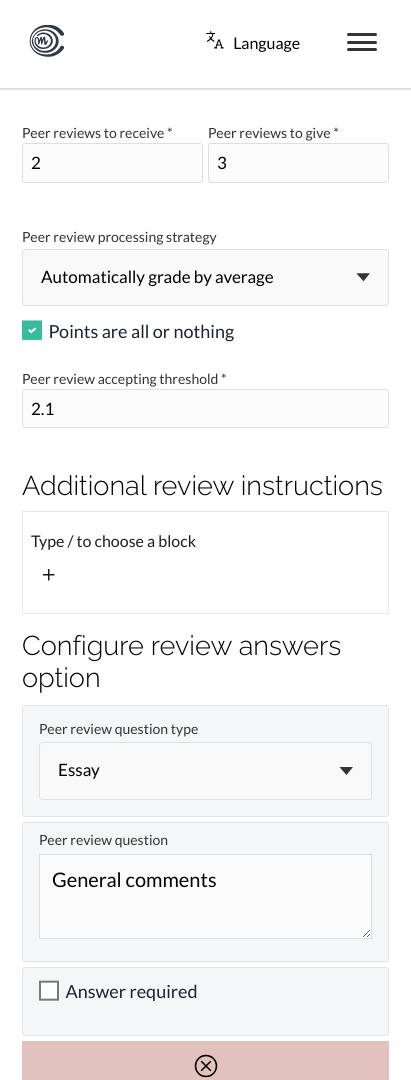 Language
Peer reviews to receive * Peer reviews to give *
2 3
Peer review processing strategy
Automatically grade by average
Points are all or nothing
Peer review accepting threshold *
2.1
Additional review instructions
Type / to choose a block
+
Configure review answers
option
Peer review question type
Essay
Peer review question
General comments
Answer required